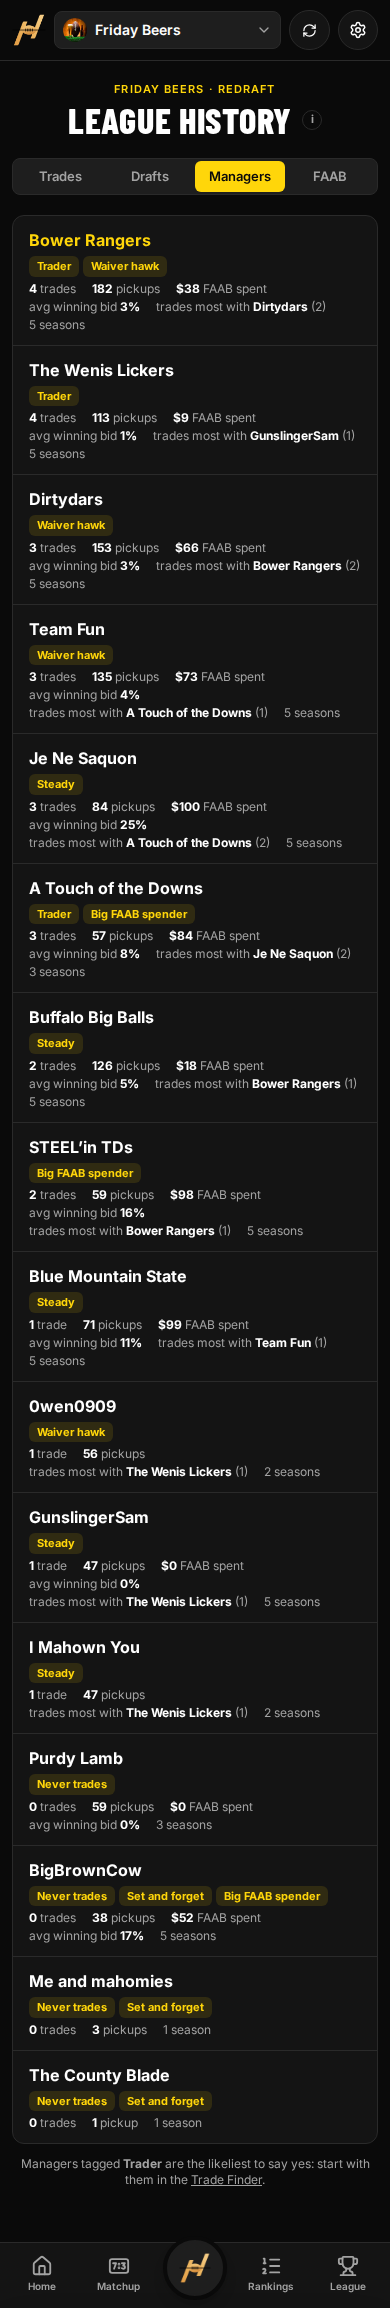 Friday Beers
FRIDAY BEERS · REDRAFT
LEAGUE HISTORY i
Trades Drafts Managers FAAB
Bower Rangers
Trader Waiver hawk
4 trades 182 pickups $38 FAAB spent
avg winning bid 3% trades most with Dirtydars (2)
5 seasons
The Wenis Lickers
Trader
4 trades 113 pickups $9 FAAB spent
avg winning bid 1% trades most with GunslingerSam (1)
5 seasons
Dirtydars
Waiver hawk
3 trades 153 pickups $66 FAAB spent
avg winning bid 3% trades most with Bower Rangers (2)
5 seasons
Team Fun
Waiver hawk
3 trades 135 pickups $73 FAAB spent
avg winning bid 4%
trades most with A Touch of the Downs (1) 5 seasons
Je Ne Saquon
Steady
3 trades 84 pickups $100 FAAB spent
avg winning bid 25%
trades most with A Touch of the Downs (2) 5 seasons
A Touch of the Downs
Trader Big FAAB spender
3 trades 57 pickups $84 FAAB spent
avg winning bid 8% trades most with Je Ne Saquon (2)
3 seasons
Buffalo Big Balls
Steady
2 trades 126 pickups $18 FAAB spent
avg winning bid 5% trades most with Bower Rangers (1)
5 seasons
STEEL’in TDs
Big FAAB spender
2 trades 59 pickups $98 FAAB spent
avg winning bid 16%
trades most with Bower Rangers (1) 5 seasons
Blue Mountain State
Steady
1 trade 71 pickups $99 FAAB spent
avg winning bid 11% trades most with Team Fun (1)
5 seasons
0wen0909
Waiver hawk
1 trade 56 pickups
trades most with The Wenis Lickers (1) 2 seasons
GunslingerSam
Steady
1 trade 47 pickups $0 FAAB spent
avg winning bid 0%
trades most with The Wenis Lickers (1) 5 seasons
I Mahown You
Steady
1 trade 47 pickups
trades most with The Wenis Lickers (1) 2 seasons
Purdy Lamb
Never trades
0 trades 59 pickups $0 FAAB spent
avg winning bid 0% 3 seasons
BigBrownCow
Never trades Set and forget Big FAAB spender
0 trades 38 pickups $52 FAAB spent
avg winning bid 17% 5 seasons
Me and mahomies
Never trades Set and forget
0 trades 3 pickups 1 season
The County Blade
Never trades Set and forget
0 trades 1 pickup 1 season
Managers tagged Trader are the likeliest to say yes: start with
them in the Trade Finder.
Home Matchup Rankings League